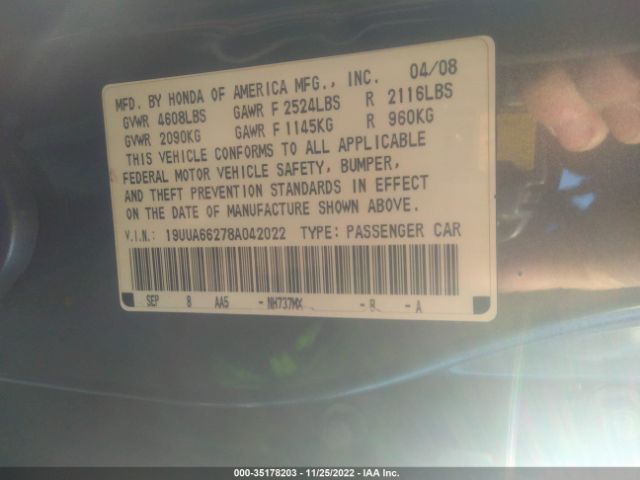 MFD. BY HONDA OF AMERICA MFG., INC. 04/08
GVWR 4608LBS GAWR F 2524LBS R 2116LBS
GVWR 2090KG GAWR F 1145KG R 960KG
THIS VEHICLE CONFORMS TO ALL APPLICABLE
FEDERAL MOTOR VEHICLE SAFETY, BUMPER,
AND THEFT PREVENTION STANDARDS IN EFFECT
ON THE DATE OF MANUFACTURE SHOWN ABOVE.
V.I.N.: 19UUA66278A042022 TYPE: PASSENGER CAR
SEP 8 AA5 - NH737MX - B - A
000-35178203 - 11/25/2022 - IAA Inc.